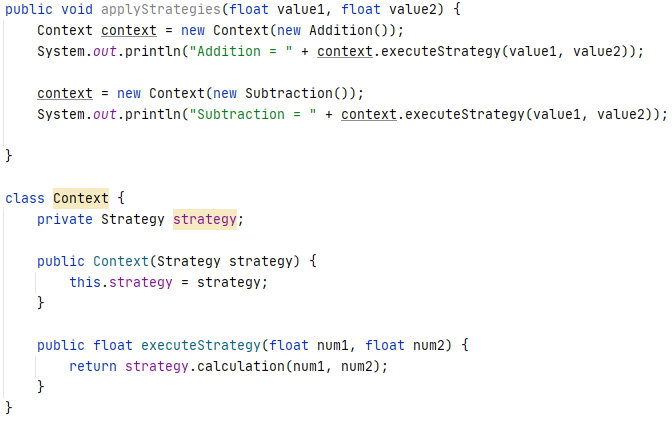 public void applyStrategies(float value1, float value2) {
    Context context = new Context(new Addition());
    System.out.println("Addition = " + context.executeStrategy(value1, value2));

    context = new Context(new Subtraction());
    System.out.println("Subtraction = " + context.executeStrategy(value1, value2));

}

class Context {
    private Strategy strategy;

    public Context(Strategy strategy) {
        this.strategy = strategy;
    }

    public float executeStrategy(float num1, float num2) {
        return strategy.calculation(num1, num2);
    }
}